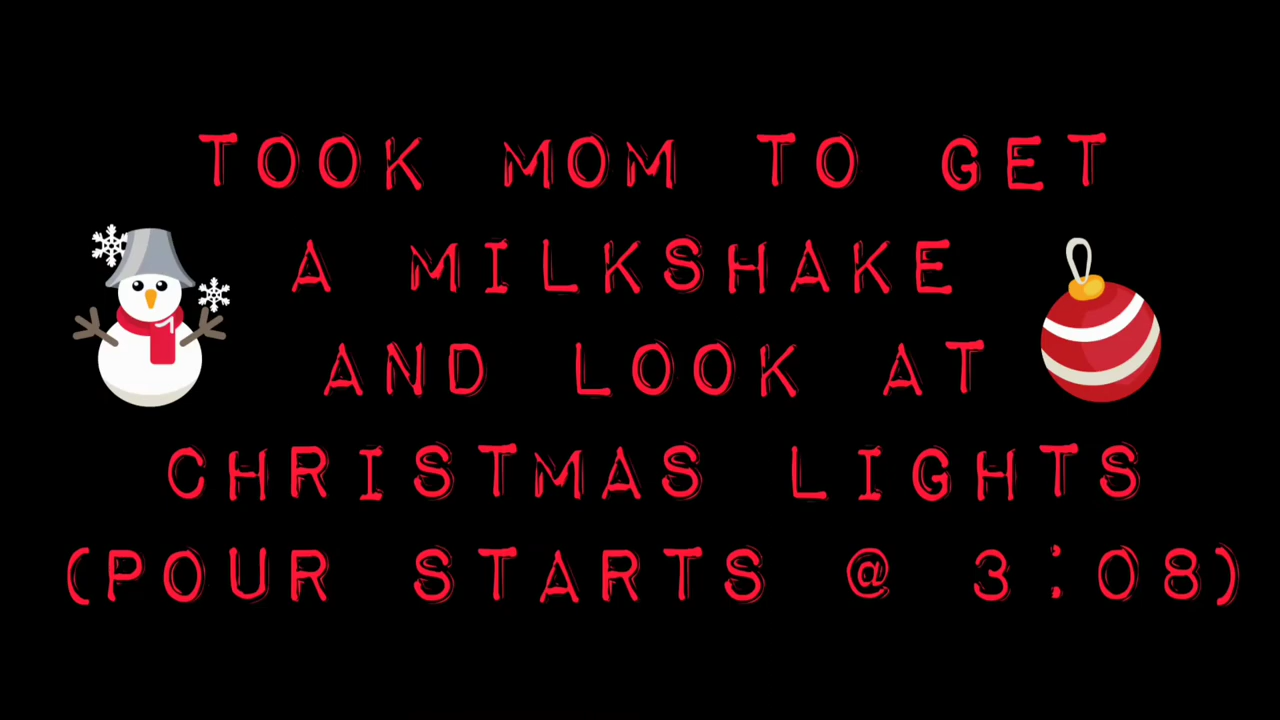 TOOK MOM TO GET
A MILKSHAKE
AND LOOK AT
CHRISTMAS LIGHTS
(POUR STARTS @ 3:08)